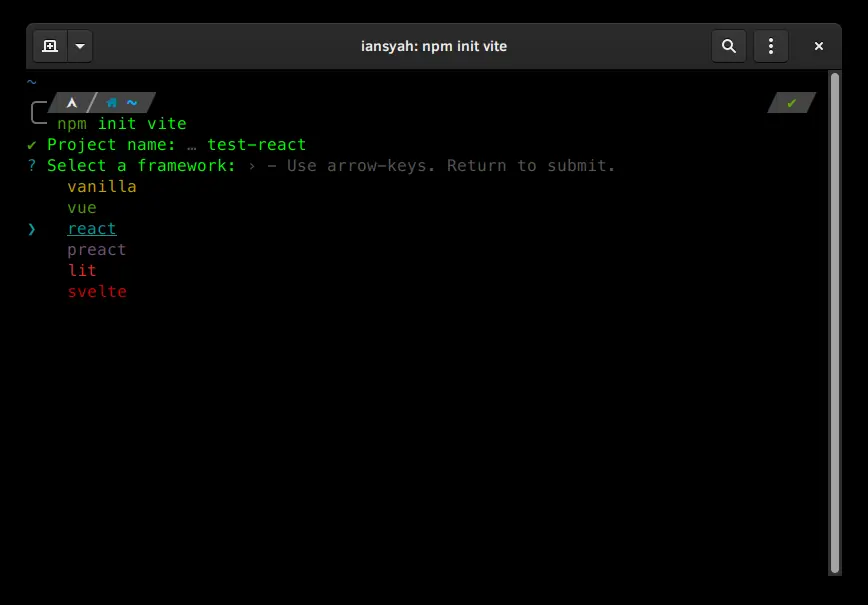 iansyah: npm init vite
~
~
npm init vite
✔ Project name: … test-react
? Select a framework: › - Use arrow-keys. Return to submit.
vanilla
vue
❯ react
preact
lit
svelte